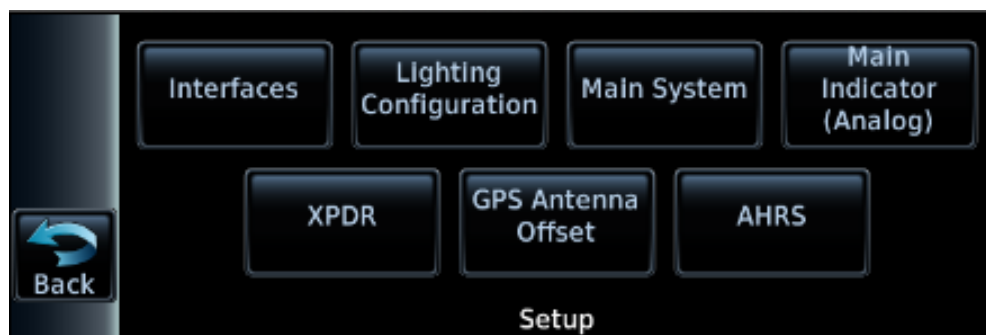 Interfaces
Lighting
Configuration
Main System
Main
Indicator
(Analog)
XPDR
GPS Antenna
Offset
AHRS
Back
Setup